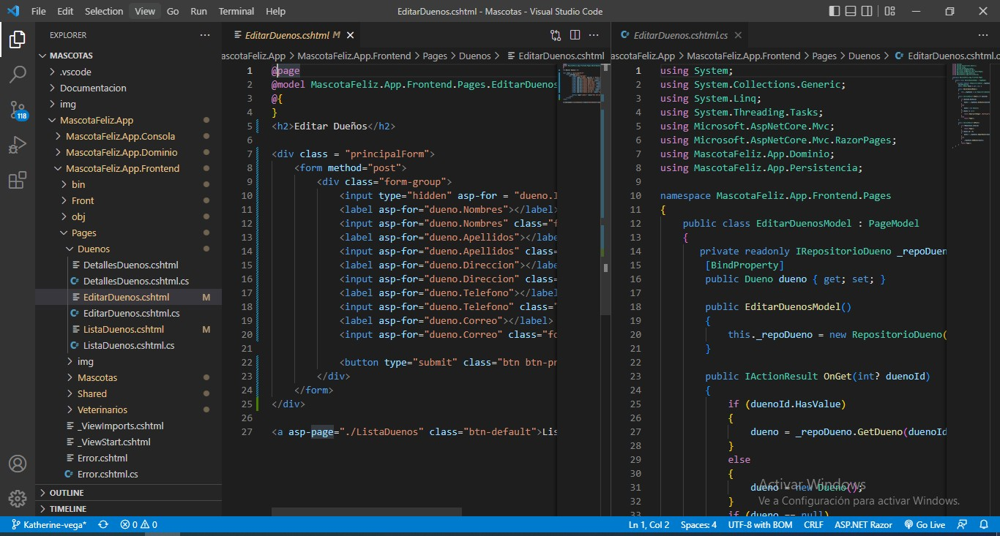 File Edit Selection View Go Run Terminal Help EditarDuenos.cshtml - Mascotas - Visual Studio Code
EXPLORER
MASCOTAS
.vscode
Documentacion
img
MascotaFeliz.App
MascotaFeliz.App.Consola
MascotaFeliz.App.Dominio
MascotaFeliz.App.Frontend
bin
Front
obj
Pages
Duenos
DetallesDuenos.cshtml
DetallesDuenos.cshtml.cs
EditarDuenos.cshtml M
EditarDuenos.cshtml.cs
ListaDuenos.cshtml M
ListaDuenos.cshtml.cs
img
Mascotas
Shared
Veterinarios
_ViewImports.cshtml
_ViewStart.cshtml
Error.cshtml
Error.cshtml.cs
OUTLINE
TIMELINE
118
EditarDuenos.cshtml M
ascotaFeliz.App > MascotaFeliz.App.Frontend > Pages > Duenos > EditarDuenos.cshtml
1 @page
2 @model MascotaFeliz.App.Frontend.Pages.EditarDuenos
3 @{
4 }
5 <h2>Editar Dueños</h2>
6
7 <div class = "principalForm">
8 <form method="post">
9 <div class="form-group">
10 <input type="hidden" asp-for = "dueno.I
11 <label asp-for="dueno.Nombres"></label>
12 <input asp-for="dueno.Nombres" class="f
13 <label asp-for="dueno.Apellidos"></labe
14 <input asp-for="dueno.Apellidos" class=
15 <label asp-for="dueno.Direccion"></labe
16 <input asp-for="dueno.Direccion" class=
17 <label asp-for="dueno.Telefono"></label
18 <input asp-for="dueno.Telefono" class="
19 <label asp-for="dueno.Correo"></label>
20 <input asp-for="dueno.Correo" class="fo
21
22 <button type="submit" class="btn btn-pr
23 </div>
24 </form>
25 </div>
26
27 <a asp-page="./ListaDuenos" class="btn-default">Lis
EditarDuenos.cshtml.cs
ascotaFeliz.App > MascotaFeliz.App.Frontend > Pages > Duenos > EditarDuenos.cshtml.c
1 using System;
2 using System.Collections.Generic;
3 using System.Linq;
4 using System.Threading.Tasks;
5 using Microsoft.AspNetCore.Mvc;
6 using Microsoft.AspNetCore.Mvc.RazorPages;
7 using MascotaFeliz.App.Dominio;
8 using MascotaFeliz.App.Persistencia;
9
10 namespace MascotaFeliz.App.Frontend.Pages
11 {
12 public class EditarDuenosModel : PageModel
13 {
14 private readonly IRepositorioDueno _repoDuen
15 [BindProperty]
16 public Dueno dueno { get; set; }
17
18 public EditarDuenosModel()
19 {
20 this._repoDueno = new RepositorioDueno(
21 }
22
23 public IActionResult OnGet(int? duenoId)
24 {
25 if (duenoId.HasValue)
26 {
27 dueno = _repoDueno.GetDueno(duenoId
28 }
29 else
30 {
31 dueno = new Dueno();
32 }
33 if (dueno == null)
Activar Windows
Ve a Configuración para activar Windows.
Katherine-vega* 0 0 Ln 1, Col 2 Spaces: 4 UTF-8 with BOM CRLF ASP.NET Razor Go Live